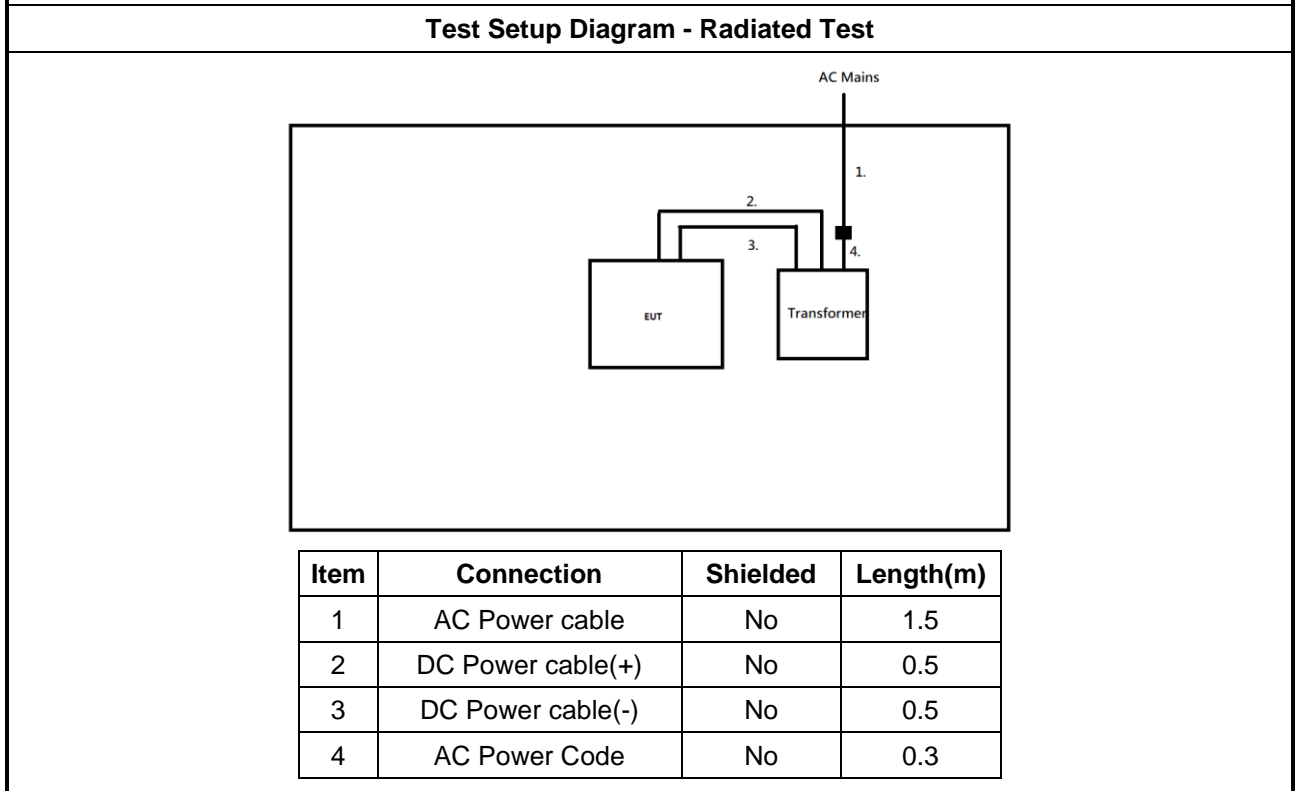 Test Setup Diagram - Radiated Test
AC Mains
1.
2.
3.
4.
EUT
Transformer
Item Connection Shielded Length(m)
1 AC Power cable No 1.5
2 DC Power cable(+) No 0.5
3 DC Power cable(-) No 0.5
4 AC Power Code No 0.3